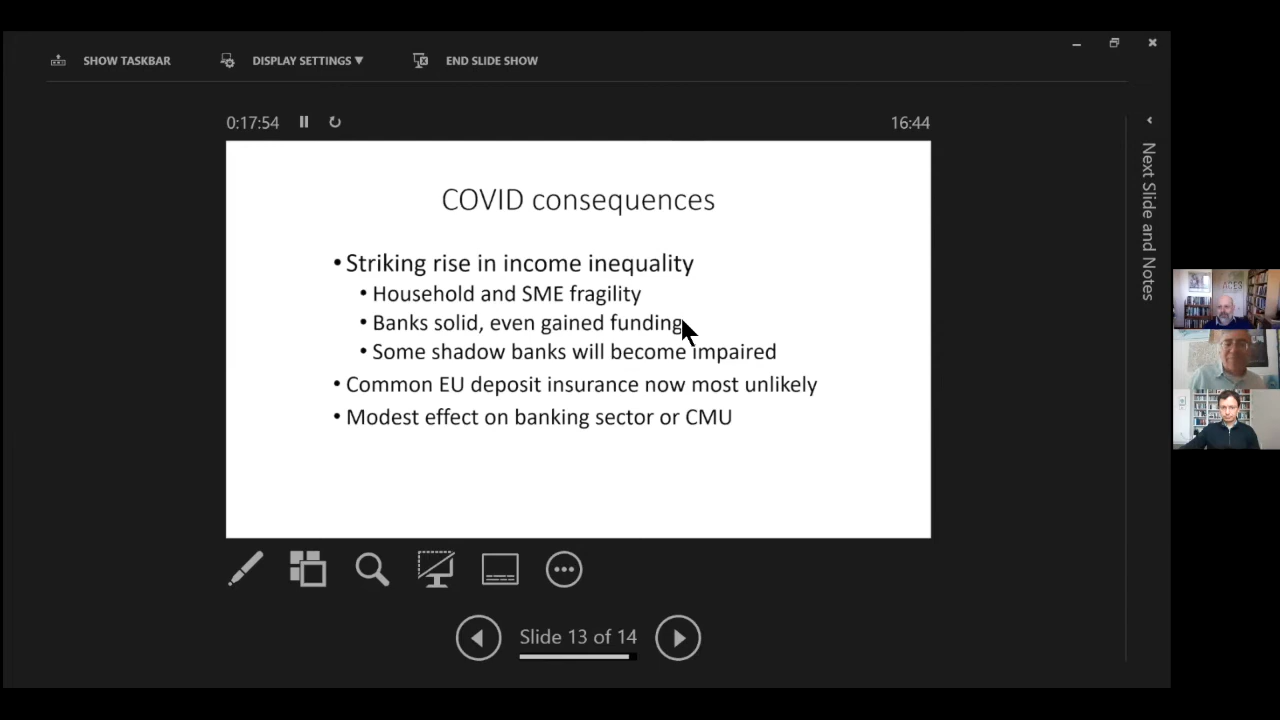 SHOW TASKBAR
DISPLAY SETTINGS ▼
END SLIDE SHOW
0:17:54
16:44
COVID consequences
• Striking rise in income inequality
• Household and SME fragility
• Banks solid, even gained funding
• Some shadow banks will become impaired
• Common EU deposit insurance now most unlikely
• Modest effect on banking sector or CMU
Slide 13 of 14
Next Slide and Notes